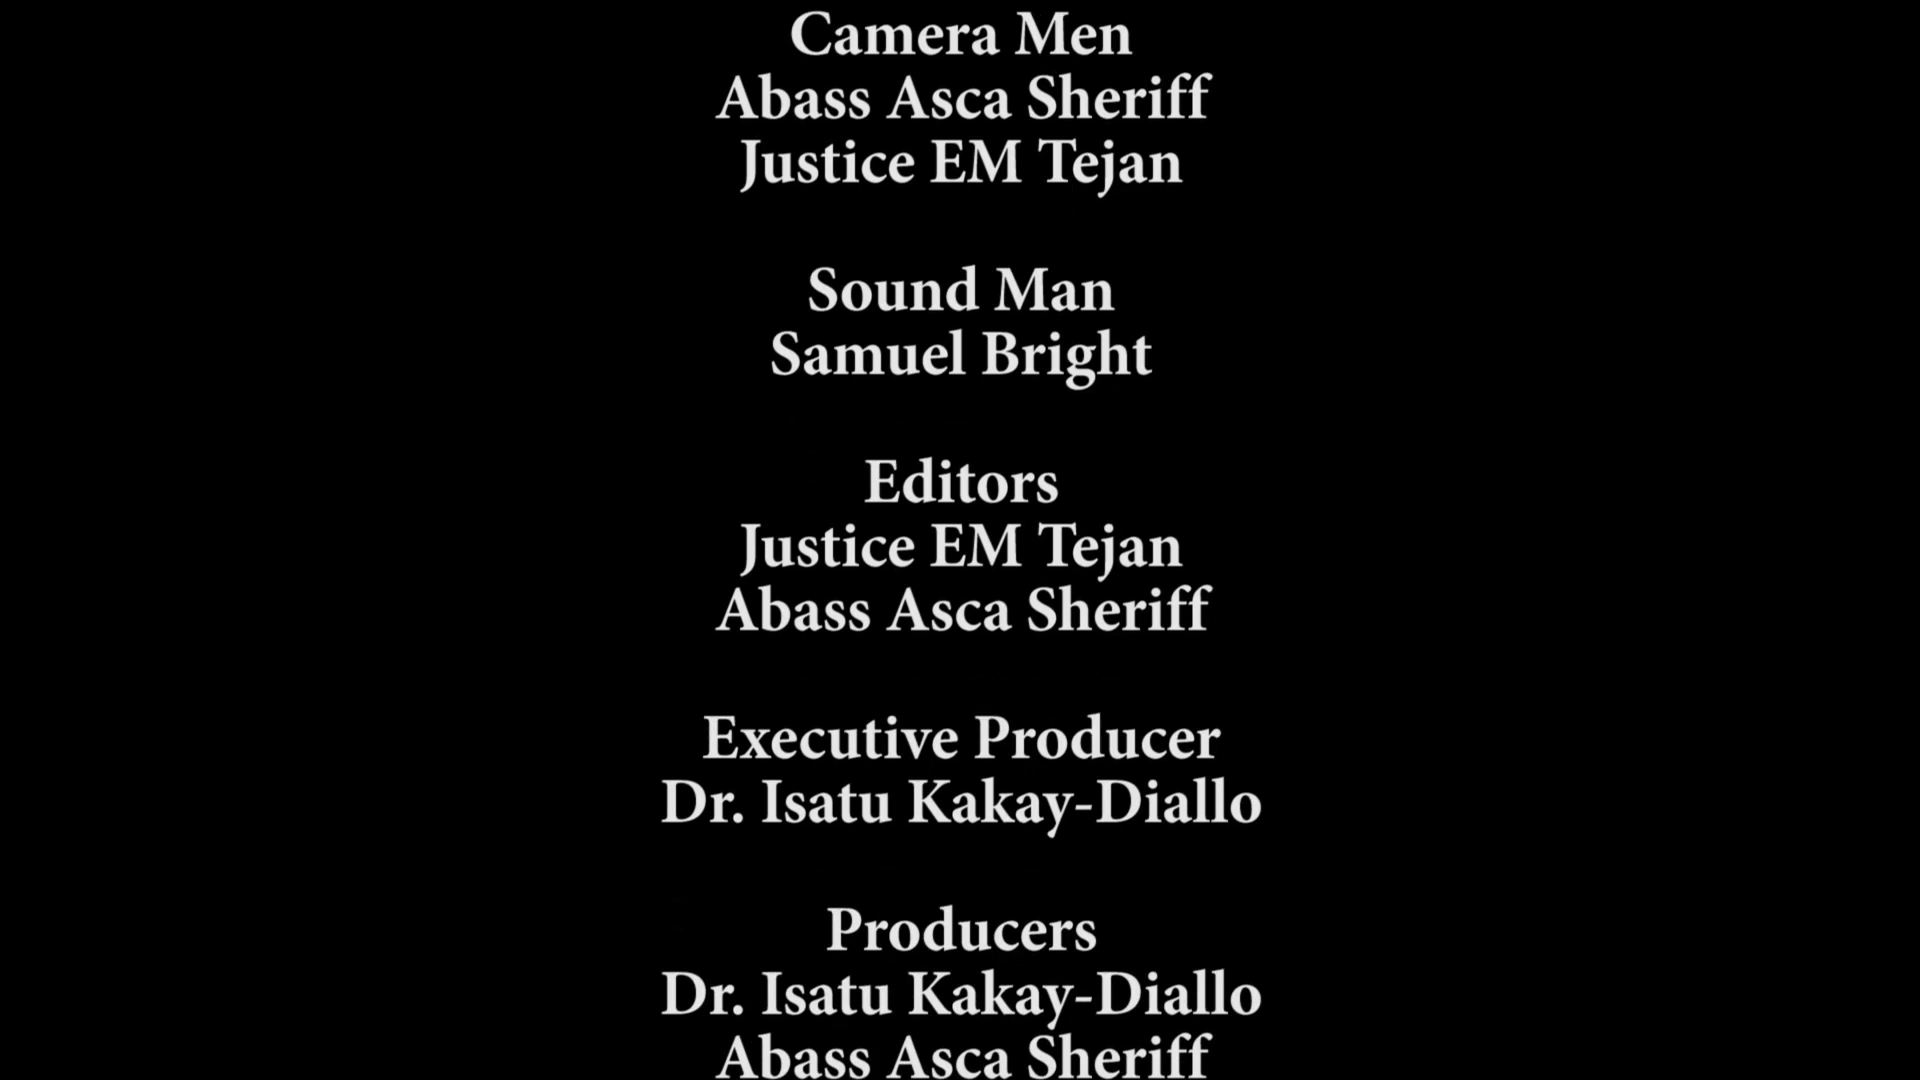 Camera Men
Abass Asca Sheriff
Justice EM Tejan
Sound Man
Samuel Bright
Editors
Justice EM Tejan
Abass Asca Sheriff
Executive Producer
Dr. Isatu Kakay-Diallo
Producers
Dr. Isatu Kakay-Diallo
Abass Asca Sheriff